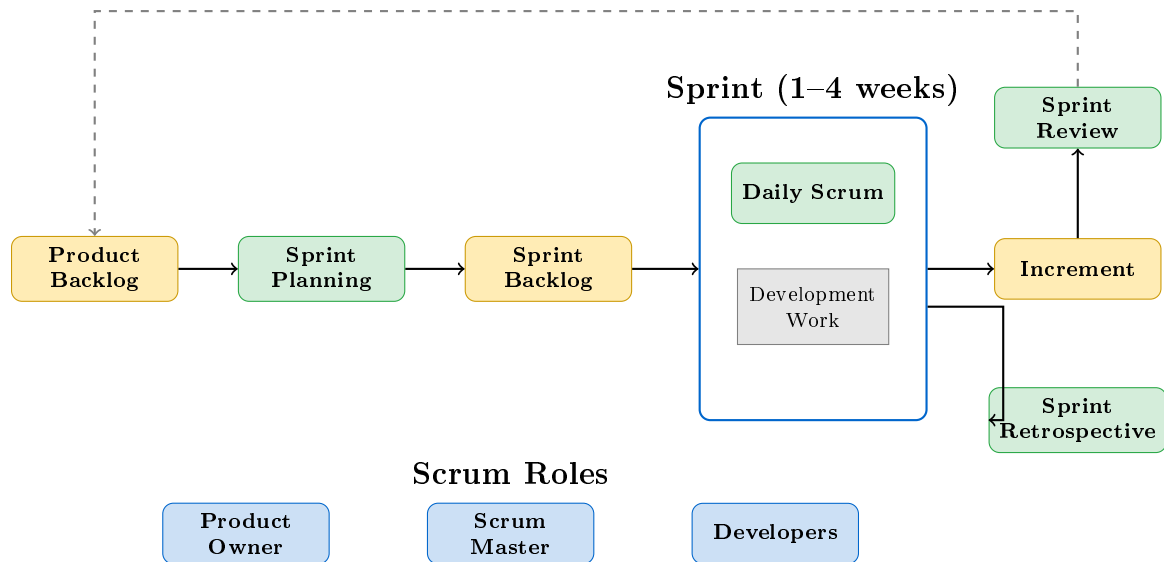 Sprint (1–4 weeks)
Sprint
Review
Daily Scrum
Product
Backlog
Sprint
Planning
Sprint
Backlog
Development
Work
Increment
Sprint
Retrospective
Scrum Roles
Product
Owner
Scrum
Master
Developers